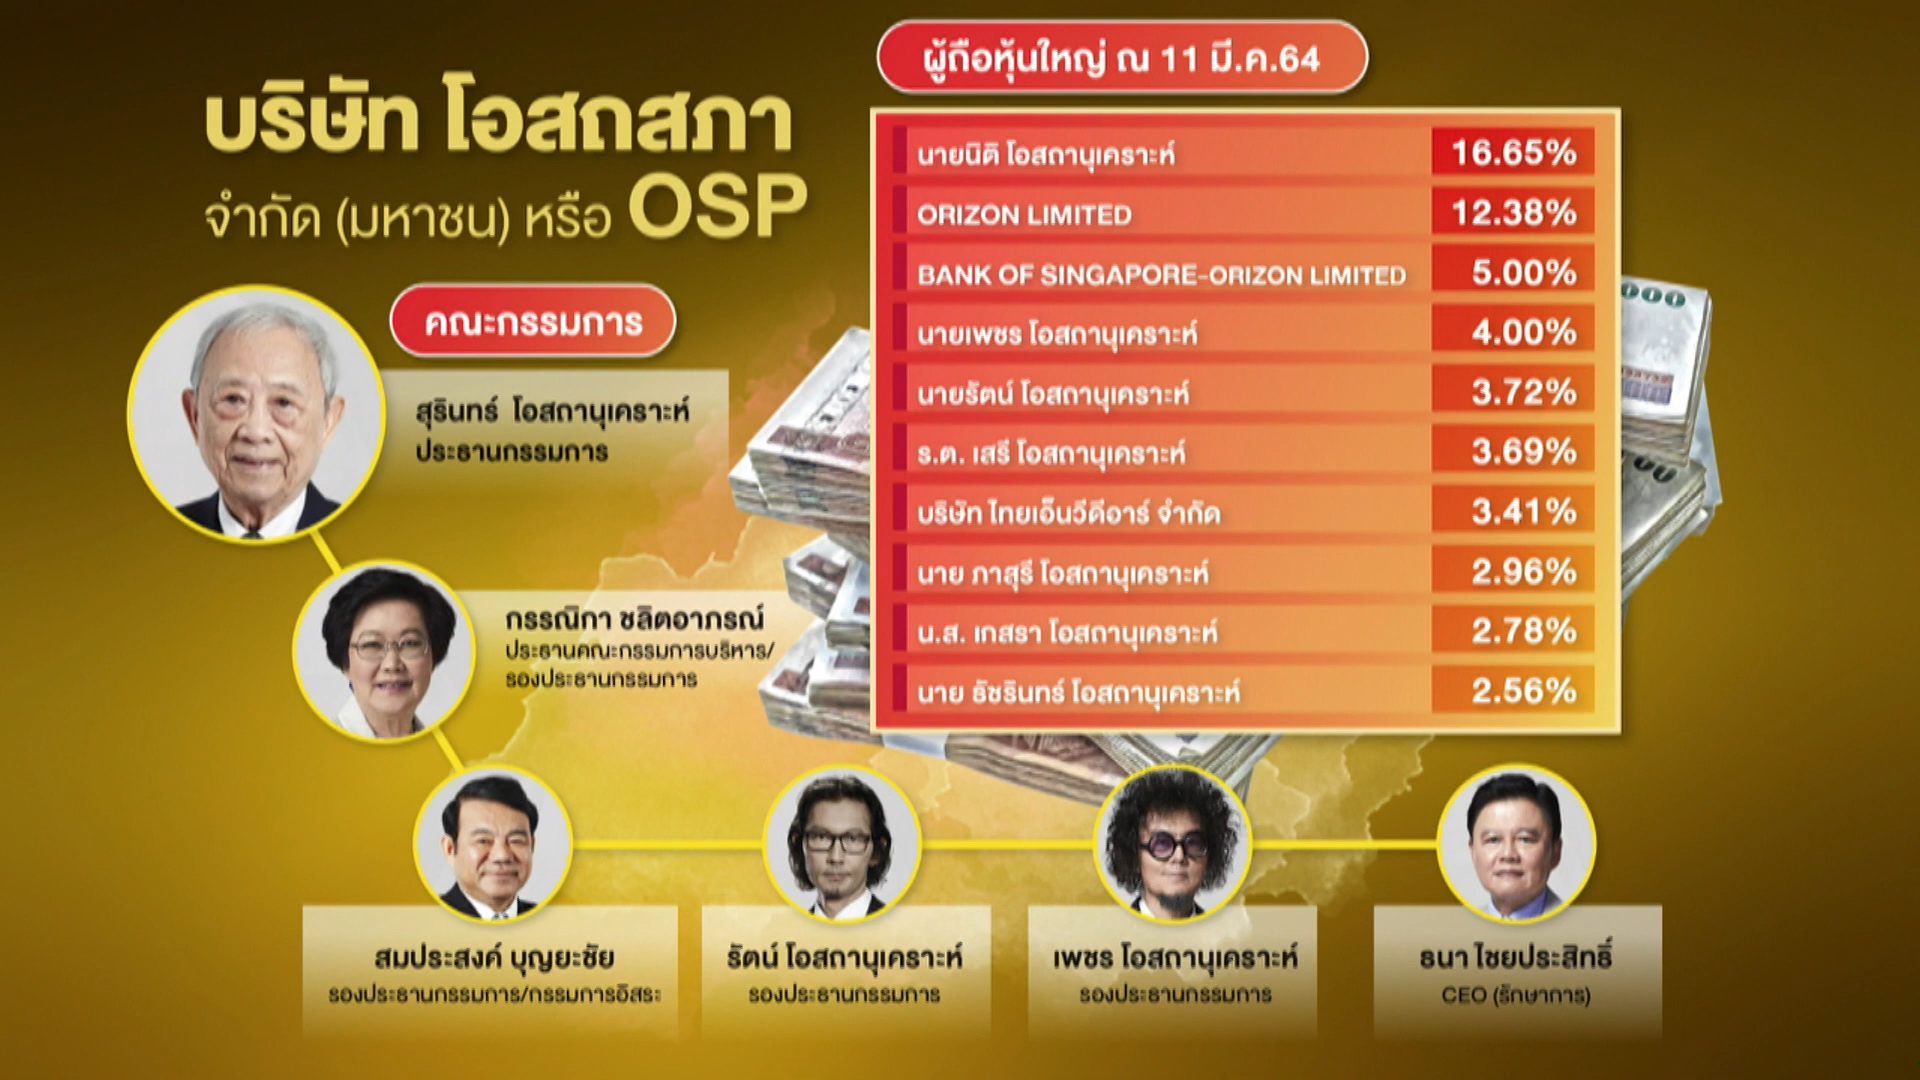 บริษัท โอสถสภา
จำกัด (มหาชน) หรือ OSP
คณะกรรมการ
สุรินทร์ โอสถานุเคราะห์
ประธานกรรมการ
กรรณิกา ชลิตอาภรณ์
ประธานคณะกรรมการบริหาร/
รองประธานกรรมการ
ผู้ถือหุ้นใหญ่ ณ 11 มี.ค.64
นายนิติ โอสถานุเคราะห์ 16.65%
ORIZON LIMITED 12.38%
BANK OF SINGAPORE-ORIZON LIMITED 5.00%
นายเพชร โอสถานุเคราะห์ 4.00%
นายรัตน์ โอสถานุเคราะห์ 3.72%
ร.ต. เสรี โอสถานุเคราะห์ 3.69%
บริษัท ไทยเอ็นวีดีอาร์ จำกัด 3.41%
นาย ภาสุรี โอสถานุเคราะห์ 2.96%
น.ส. เกสรา โอสถานุเคราะห์ 2.78%
นาย ธัชรินทร์ โอสถานุเคราะห์ 2.56%
สมประสงค์ บุญยะชัย
รองประธานกรรมการ/กรรมการอิสระ
รัตน์ โอสถานุเคราะห์
รองประธานกรรมการ
เพชร โอสถานุเคราะห์
รองประธานกรรมการ
ธนา ไชยประสิทธิ์
CEO (รักษาการ)